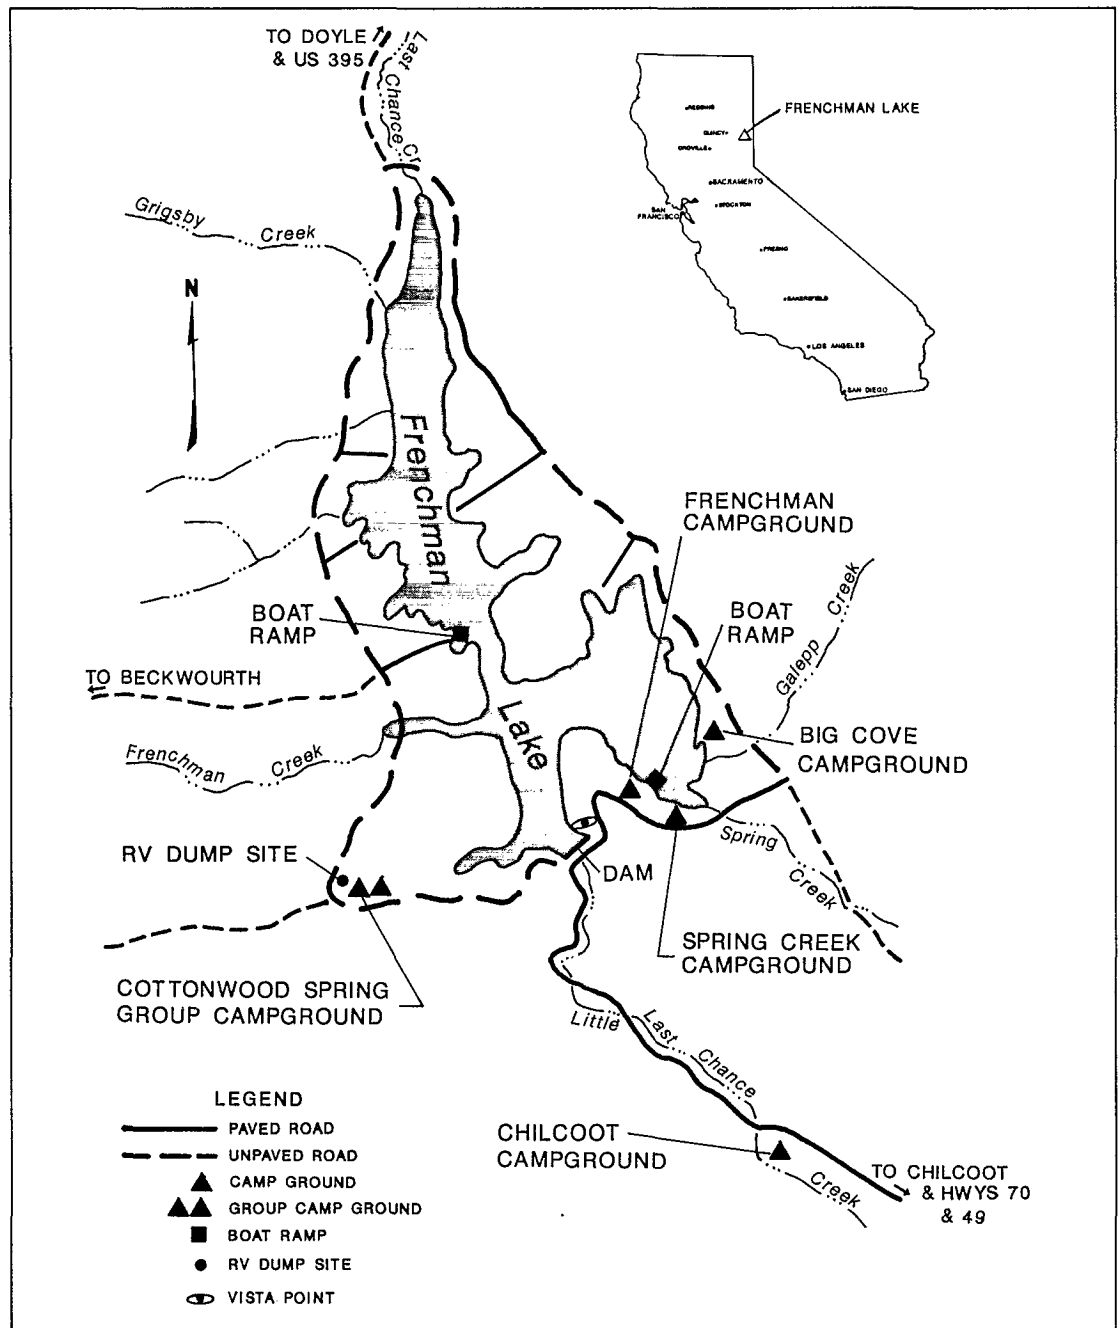 TO DOYLE
& US 395
Last
Chance
Cr
FRENCHMAN LAKE
REDDING
QUINCY
OROVILLE
SACRAMENTO
STOCKTON
SAN
FRANCISCO
FRESNO
BAKERSFIELD
LOS ANGELES
SAN DIEGO
Grigsby
Creek
N
Frenchman
Lake
FRENCHMAN
CAMPGROUND
BOAT
RAMP
BOAT
RAMP
Galepp Creek
TO BECKWOURTH
BIG COVE
CAMPGROUND
Frenchman
Creek
Spring
Creek
RV DUMP SITE
DAM
SPRING CREEK
CAMPGROUND
COTTONWOOD SPRING
GROUP CAMPGROUND
Little
Last
Chance
Creek
CHILCOOT
CAMPGROUND
TO CHILCOOT
& HWYS 70
& 49
LEGEND
PAVED ROAD
UNPAVED ROAD
CAMP GROUND
GROUP CAMP GROUND
BOAT RAMP
RV DUMP SITE
VISTA POINT